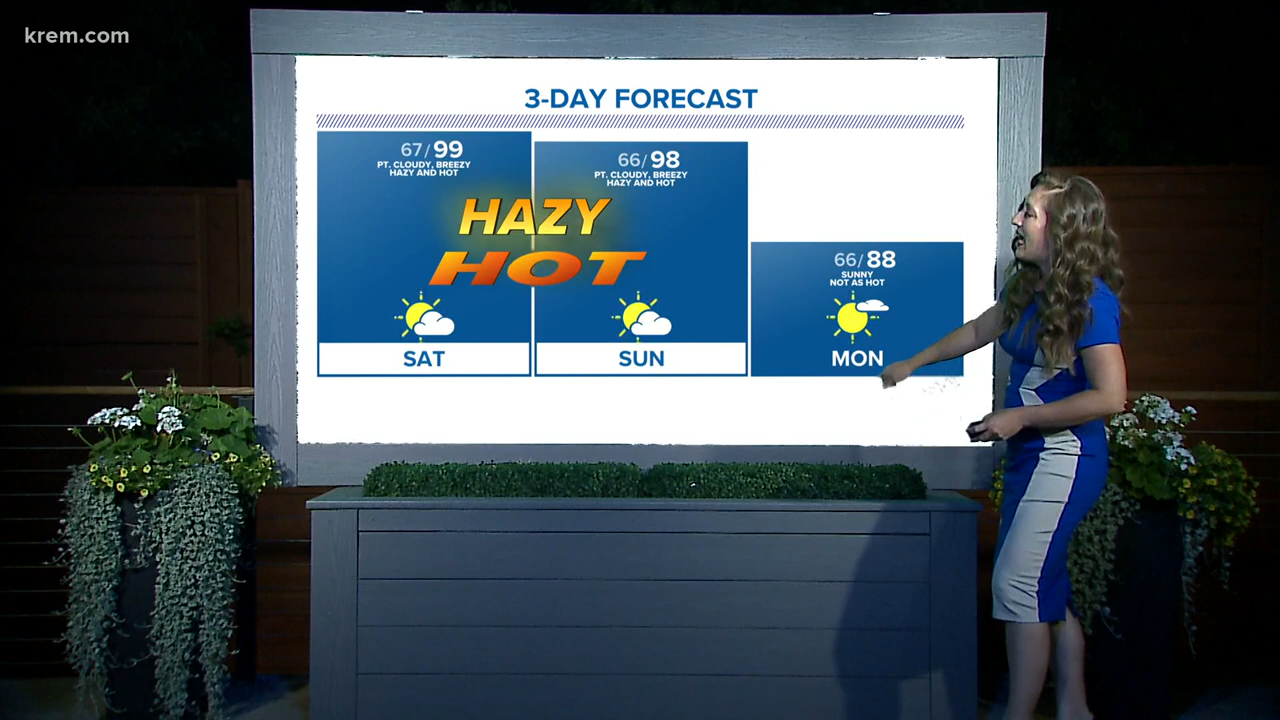 krem.com
3-DAY FORECAST
67/99
PT. CLOUDY, BREEZY
HAZY AND HOT
66/98
PT. CLOUDY, BREEZY
HAZY AND HOT
HAZY
HOT
66/88
SUNNY
NOT AS HOT
SAT
SUN
MON